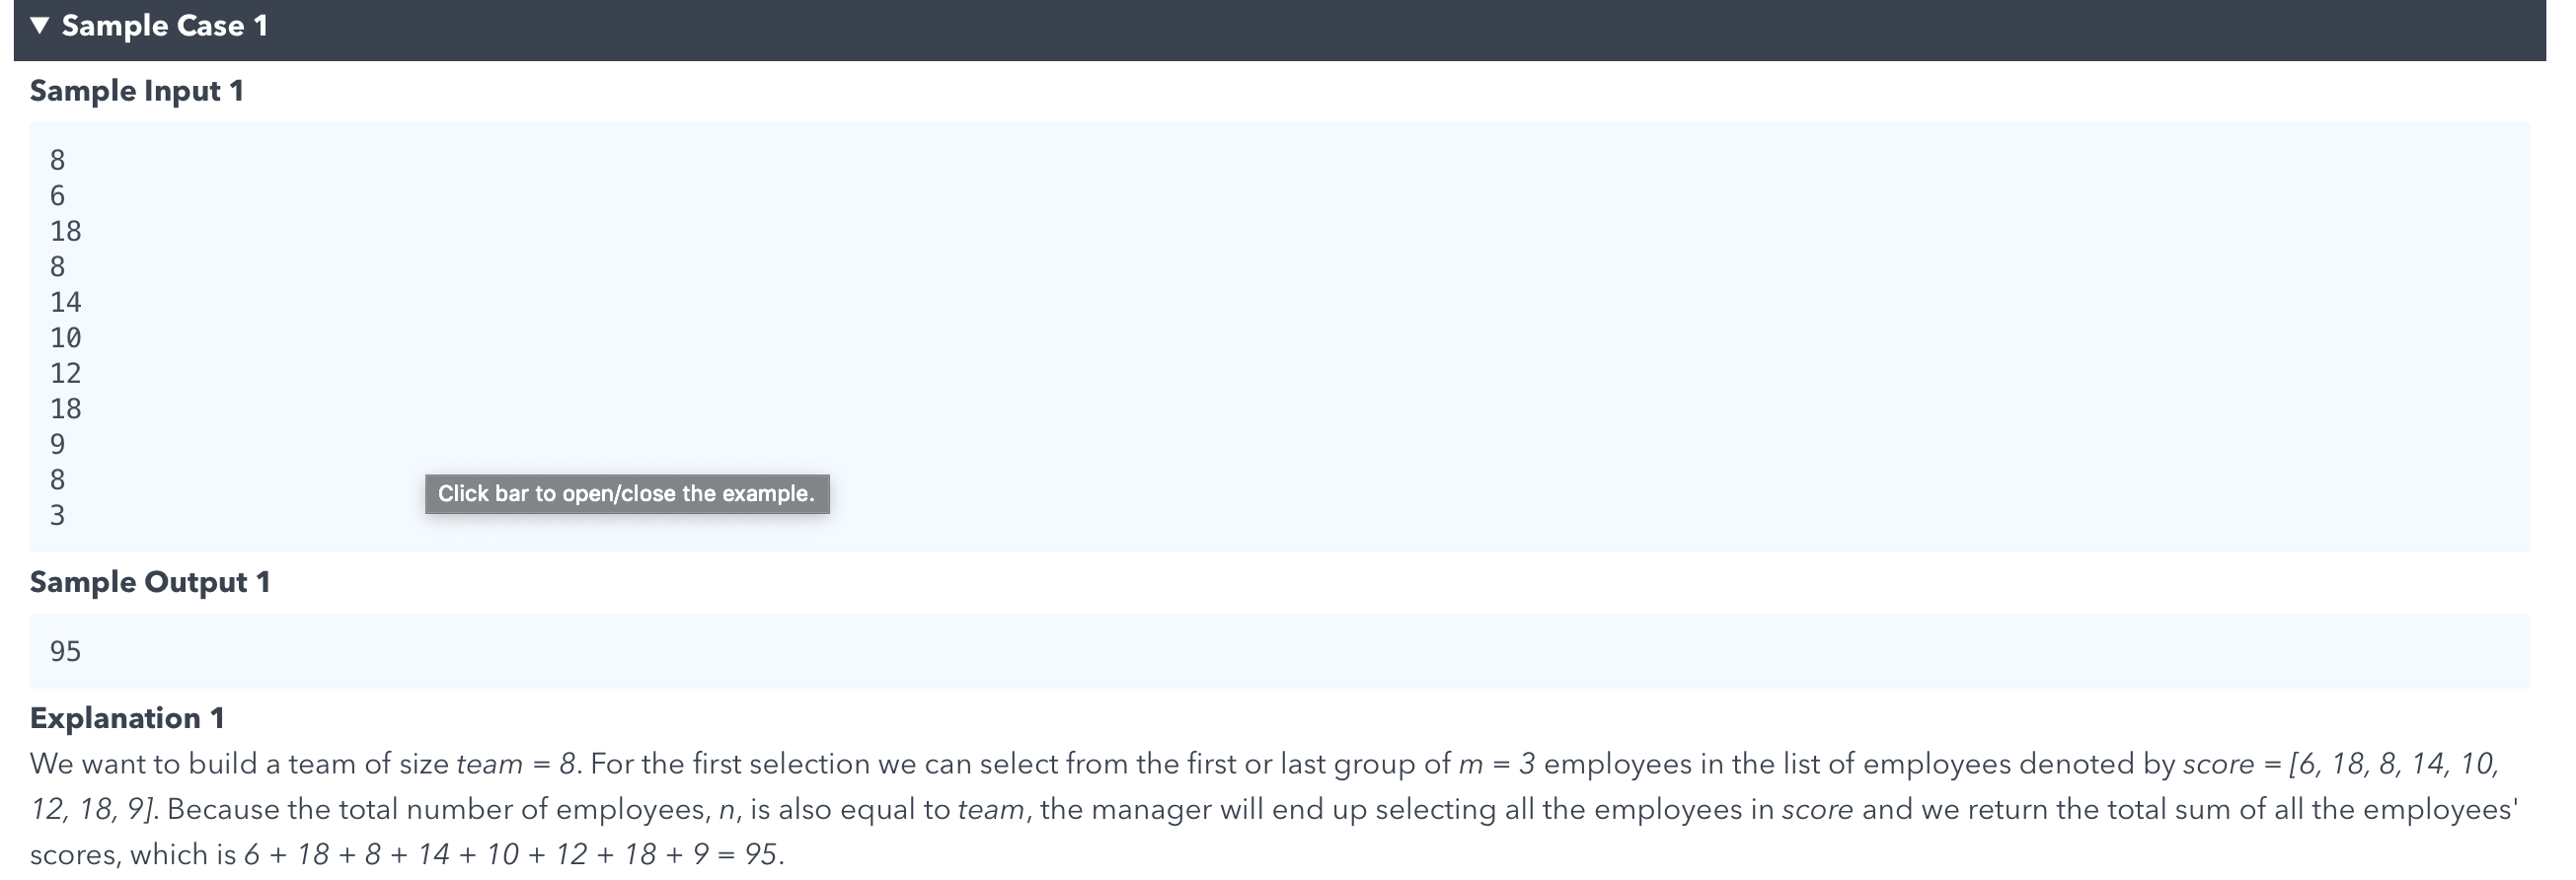 ▼ Sample Case 1
Sample Input 1
8
6
18
8
14
10
12
18
9
8
3
Click bar to open/close the example.
Sample Output 1
95
Explanation 1
We want to build a team of size team = 8. For the first selection we can select from the first or last group of m = 3 employees in the list of employees denoted by score = [6, 18, 8, 14, 10,
12, 18, 9]. Because the total number of employees, n, is also equal to team, the manager will end up selecting all the employees in score and we return the total sum of all the employees'
scores, which is 6 + 18 + 8 + 14 + 10 + 12 + 18 + 9 = 95.